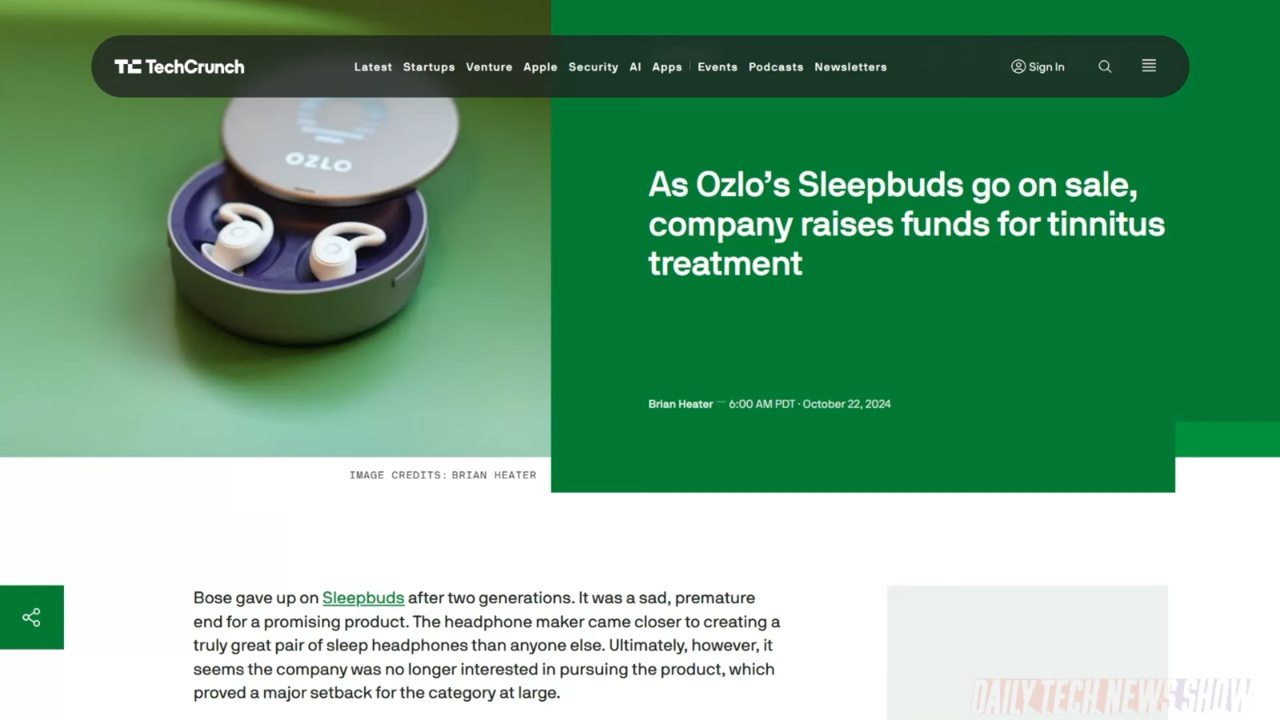 TechCrunch
Latest Startups Venture Apple Security AI Apps Events Podcasts Newsletters
Sign In
OZLO
As Ozlo’s Sleepbuds go on sale,
company raises funds for tinnitus
treatment
Brian Heater — 6:00 AM PDT · October 22, 2024
IMAGE CREDITS: BRIAN HEATER
Bose gave up on Sleepbuds after two generations. It was a sad, premature
end for a promising product. The headphone maker came closer to creating a
truly great pair of sleep headphones than anyone else. Ultimately, however, it
seems the company was no longer interested in pursuing the product, which
proved a major setback for the category at large.
DAILY TECH NEWS SHOW